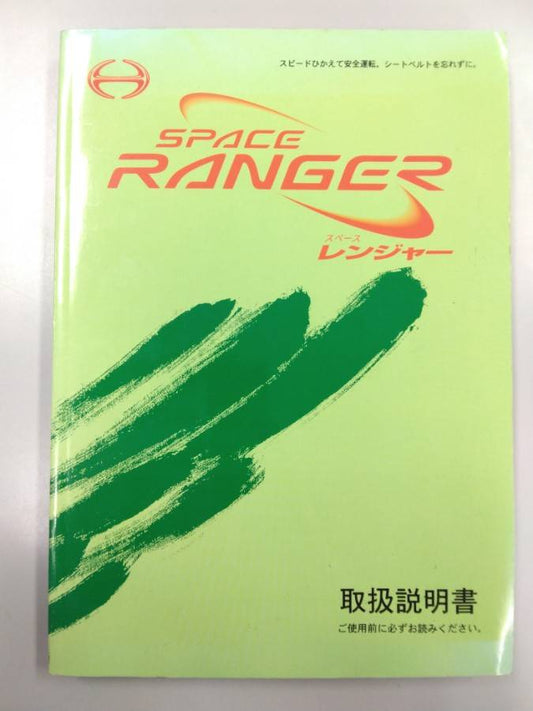 スピードひかえて安全運転、シートベルトを忘れずに。
SPACE
RANGER
スペース
レンジャー
取扱説明書
ご使用前に必ずお読みください。